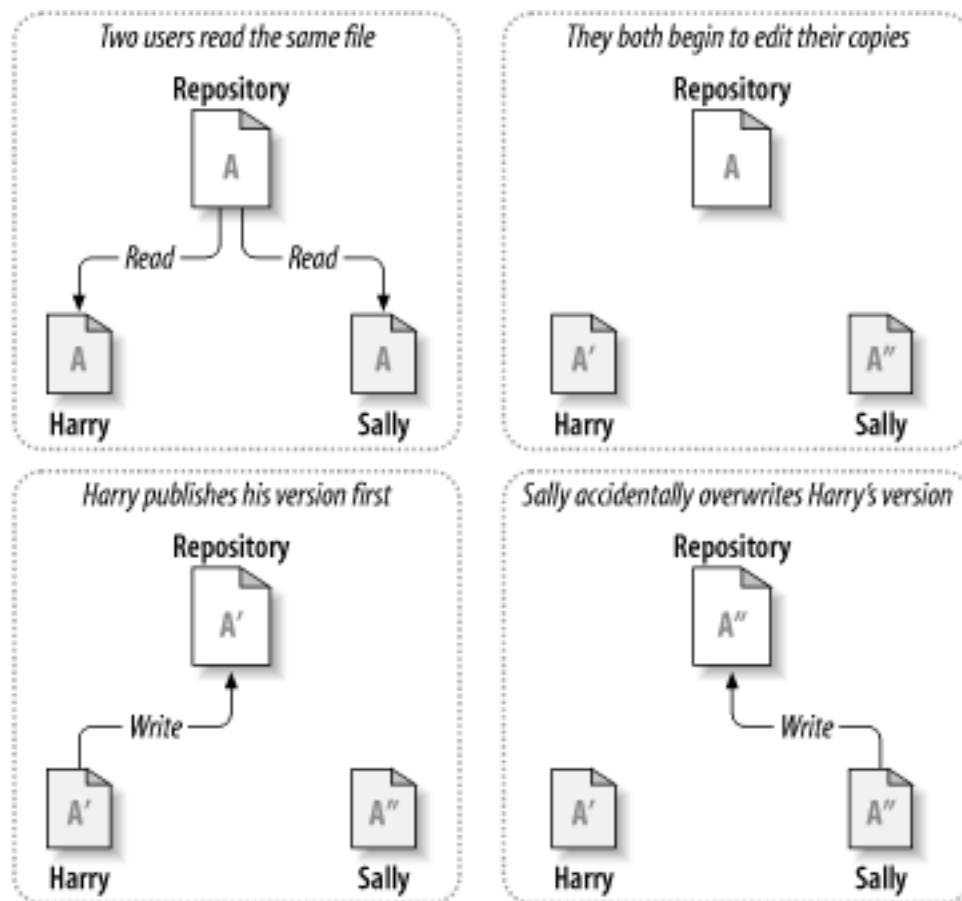 Two users read the same file
Repository
A
Read Read
A A
Harry Sally
They both begin to edit their copies
Repository
A
A′ A″
Harry Sally
Harry publishes his version first
Repository
A′
Write
A′ A″
Harry Sally
Sally accidentally overwrites Harry’s version
Repository
A″
Write
A′ A″
Harry Sally